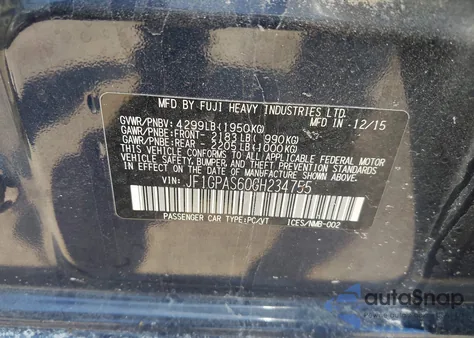 MFD BY FUJI HEAVY INDUSTRIES LTD.
GVWR/PNBV: 4299LB(1950KG) M/A - 12/15
GAWR/PNBE:FRONT- 2183LB( 990KG)
GAWR/PNBE:REAR - 2205LB(1000KG)
THIS VEHICLE CONFORMS TO ALL APPLICABLE FEDERAL MOTOR
VEHICLE SAFETY, BUMPER AND THEFT PREVENTION STANDARDS
IN EFFECT ON THE DATE OF MANUFACTURE SHOWN ABOVE.
VIN: JF1GPAS60GH234755
PASSENGER CAR TYPE:PC/VT ICES/NMB-002
autoSnap